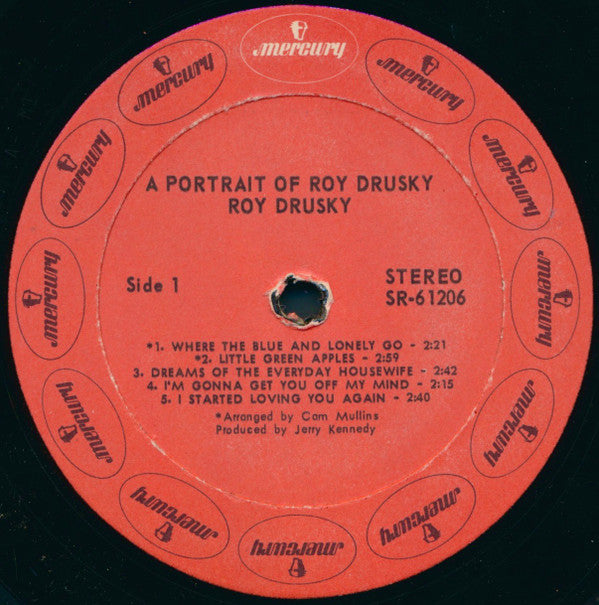 mercury
mercury
mercury
mercury
mercury
mercury
mercury
mercury
mercury
mercury
mercury
mercury
A PORTRAIT OF ROY DRUSKY
ROY DRUSKY
Side 1
STEREO
SR-61206
*1. WHERE THE BLUE AND LONELY GO - 2:21
*2. LITTLE GREEN APPLES - 2:59
3. DREAMS OF THE EVERYDAY HOUSEWIFE - 2:42
4. I'M GONNA GET YOU OFF MY MIND - 2:15
5. I STARTED LOVING YOU AGAIN - 2:40
*Arranged by Cam Mullins
Produced by Jerry Kennedy